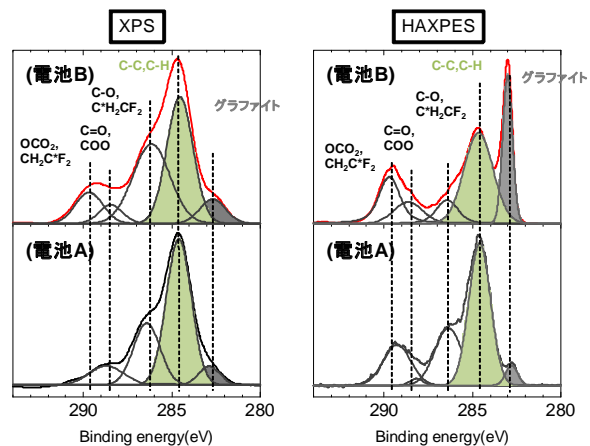 XPS
(電池B)
C-C,C-H
C-O,
C*H₂CF₂
グラファイト
C=O,
COO
OCO₂,
CH₂C*F₂
(電池A)
290
285
280
Binding energy(eV)
HAXPES
(電池B)
C-C,C-H
グラファイト
C-O,
C*H₂CF₂
C=O,
COO
OCO₂,
CH₂C*F₂
(電池A)
290
285
280
Binding energy(eV)